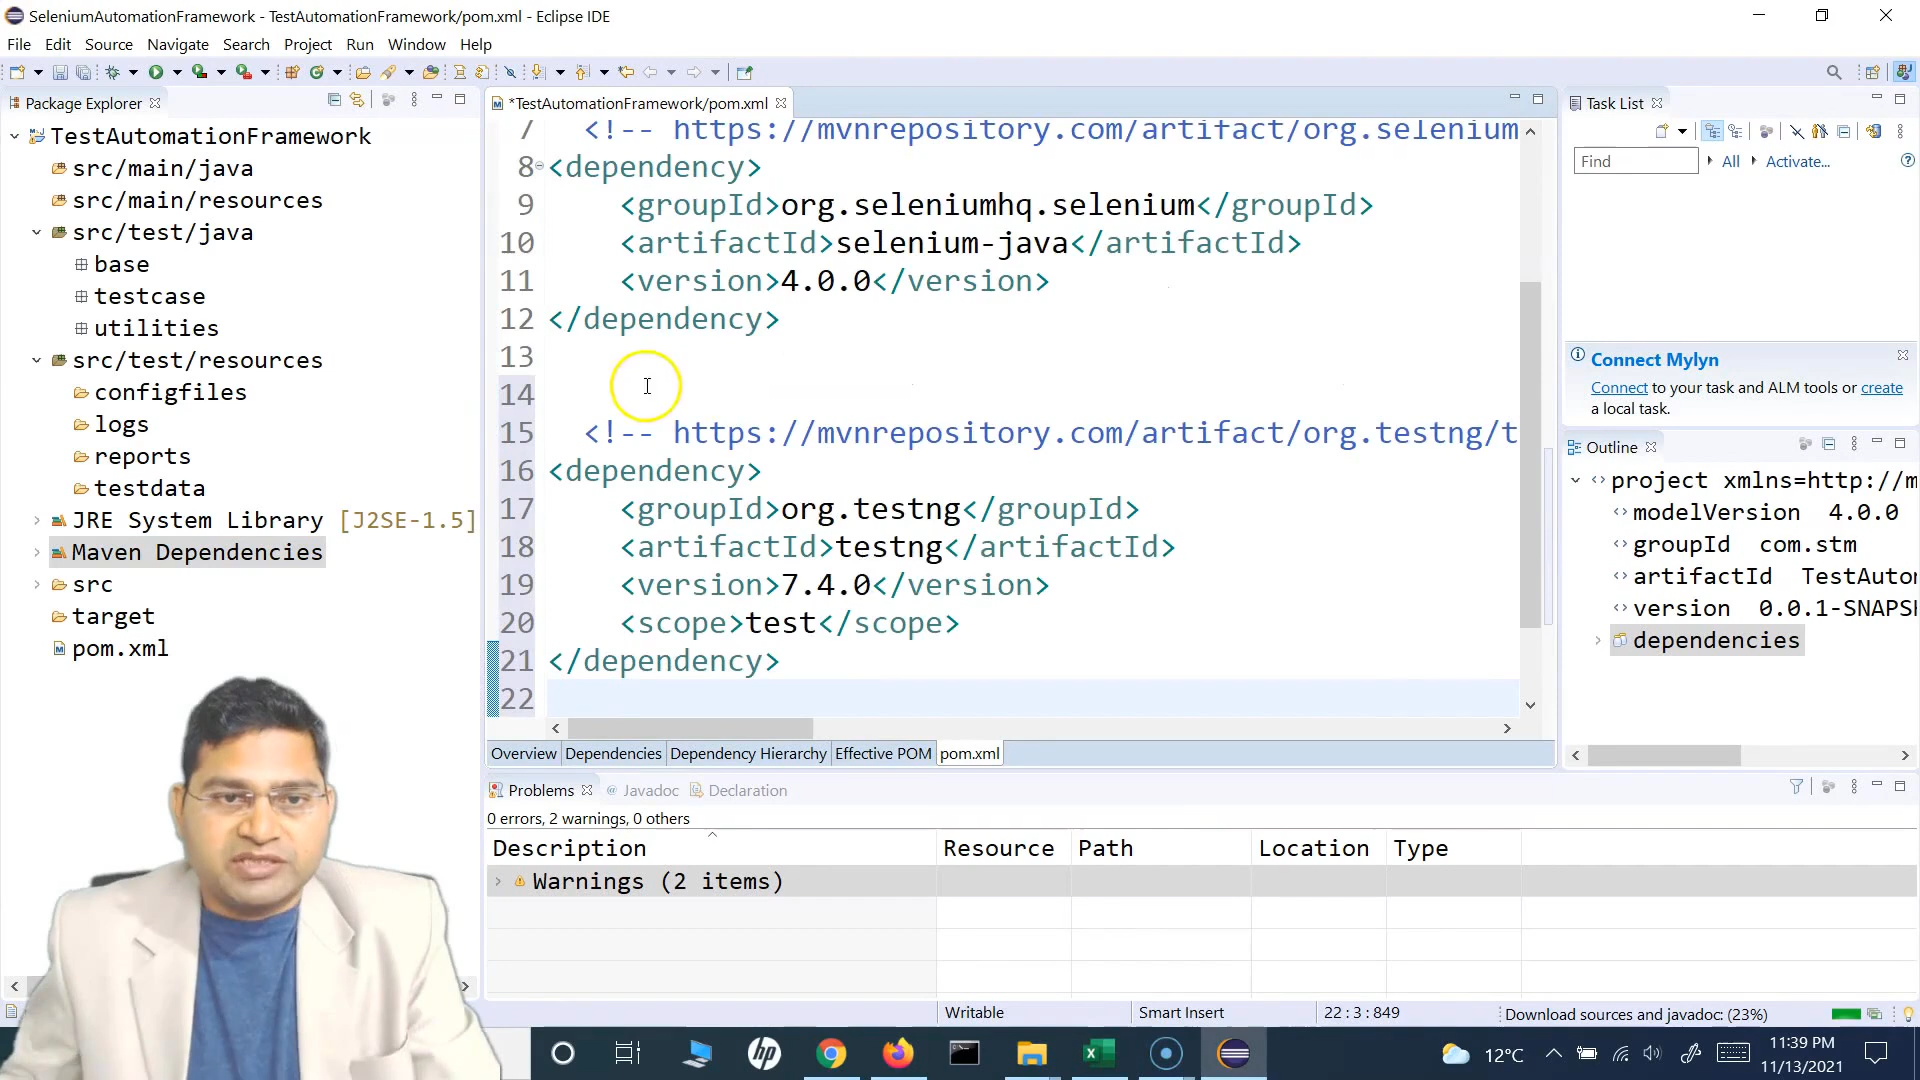 SeleniumAutomationFramework - TestAutomationFramework/pom.xml - Eclipse IDE
File Edit Source Navigate Search Project Run Window Help
Package Explorer
TestAutomationFramework
src/main/java
src/main/resources
src/test/java
base
testcase
utilities
src/test/resources
configfiles
logs
reports
testdata
JRE System Library [J2SE-1.5]
Maven Dependencies
src
target
pom.xml
*TestAutomationFramework/pom.xml
7 <!-- https://mvnrepository.com/artifact/org.selenium
8 <dependency>
9 <groupId>org.seleniumhq.selenium</groupId>
10 <artifactId>selenium-java</artifactId>
11 <version>4.0.0</version>
12 </dependency>
13
14
15 <!-- https://mvnrepository.com/artifact/org.testng/t
16 <dependency>
17 <groupId>org.testng</groupId>
18 <artifactId>testng</artifactId>
19 <version>7.4.0</version>
20 <scope>test</scope>
21 </dependency>
22
Overview Dependencies Dependency Hierarchy Effective POM pom.xml
Task List
Find All Activate...
Connect Mylyn
Connect to your task and ALM tools or create
a local task.
Outline
project xmlns=http://m
modelVersion 4.0.0
groupId com.stm
artifactId TestAuto
version 0.0.1-SNAPS
dependencies
Problems Javadoc Declaration
0 errors, 2 warnings, 0 others
Description Resource Path Location Type
Warnings (2 items)
Writable Smart Insert 22 : 3 : 849 Download sources and javadoc: (23%)
12°C 11:39 PM
11/13/2021